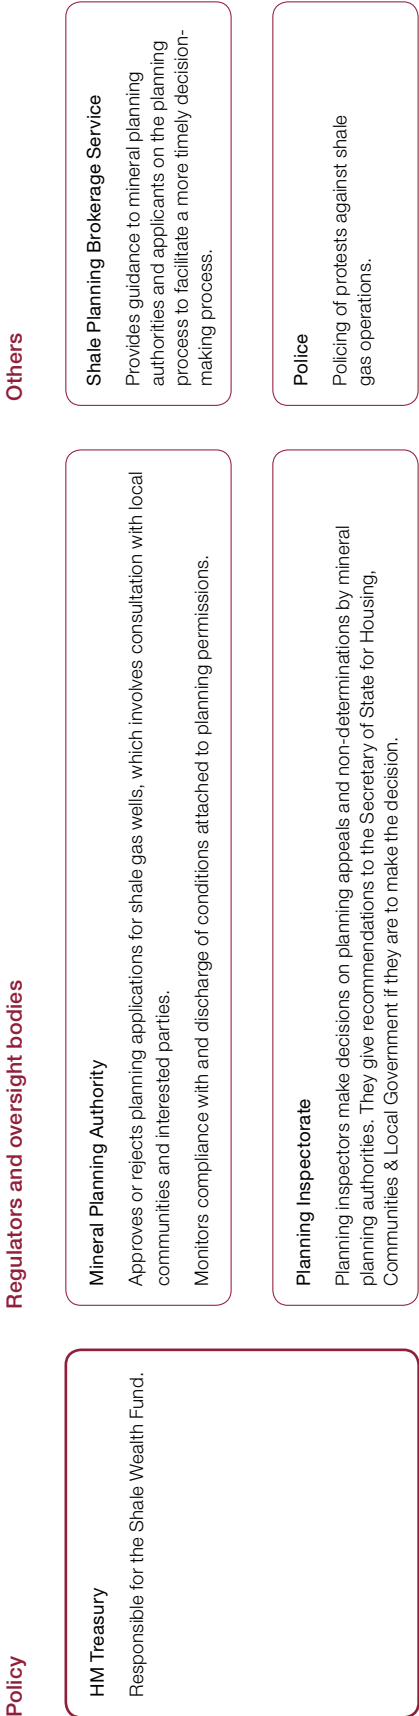 Policy
HM Treasury
Responsible for the Shale Wealth Fund.
Regulators and oversight bodies
Mineral Planning Authority
Approves or rejects planning applications for shale gas wells, which involves consultation with local
communities and interested parties.
Monitors compliance with and discharge of conditions attached to planning permissions.
Planning Inspectorate
Planning inspectors make decisions on planning appeals and non-determinations by mineral
planning authorities. They give recommendations to the Secretary of State for Housing,
Communities & Local Government if they are to make the decision.
Others
Shale Planning Brokerage Service
Provides guidance to mineral planning
authorities and applicants on the planning
process to facilitate a more timely decision-
making process.
Police
Policing of protests against shale
gas operations.